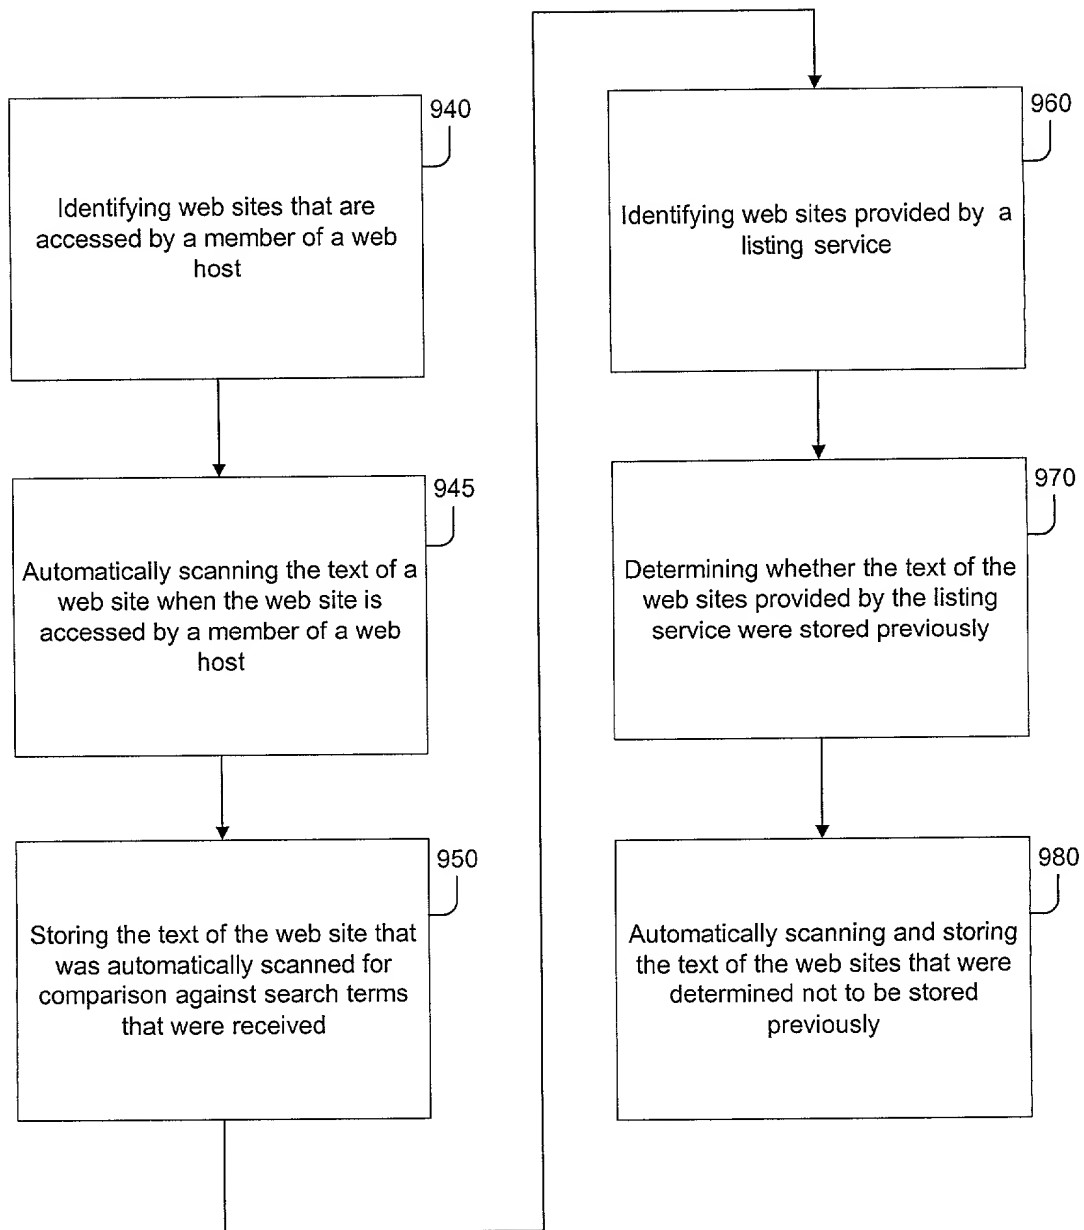 940
Identifying web sites that are
accessed by a member of a web
host
945
Automatically scanning the text of a
web site when the web site is
accessed by a member of a web
host
950
Storing the text of the web site that
was automatically scanned for
comparison against search terms
that were received
960
Identifying web sites provided by a
listing service
970
Determining whether the text of the
web sites provided by the listing
service were stored previously
980
Automatically scanning and storing
the text of the web sites that were
determined not to be stored
previously